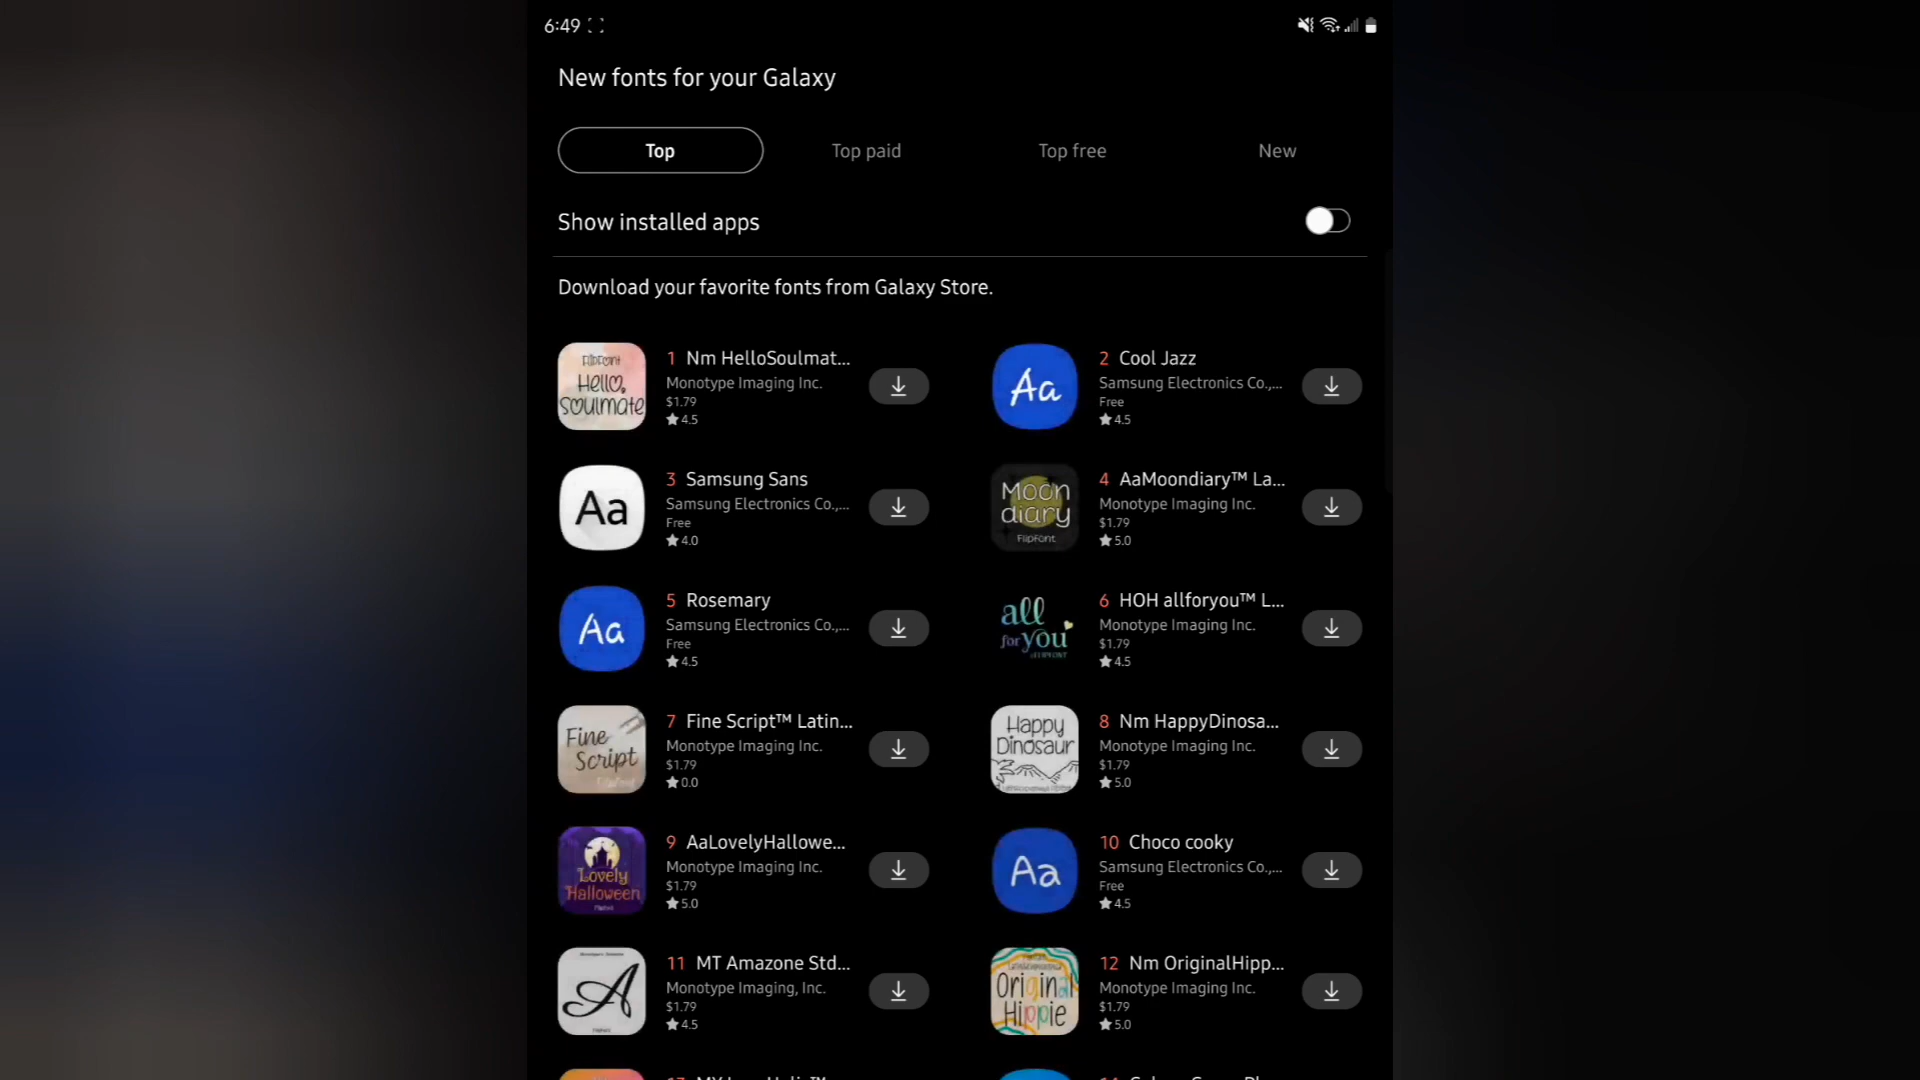 6:49
New fonts for your Galaxy
Top
Top paid
Top free
New
Show installed apps
Download your favorite fonts from Galaxy Store.
Hello, Soulmate
1 Nm HelloSoulmat...
Monotype Imaging Inc.
$1.79
★4.5
Aa
2 Cool Jazz
Samsung Electronics Co.,...
Free
★4.5
Aa
3 Samsung Sans
Samsung Electronics Co.,...
Free
★4.0
Moon diary
FlipFont
4 AaMoondiary™ La...
Monotype Imaging Inc.
$1.79
★5.0
Aa
5 Rosemary
Samsung Electronics Co.,...
Free
★4.5
all for you
6 HOH allforyou™ L...
Monotype Imaging Inc.
$1.79
★4.5
Fine Script
7 Fine Script™ Latin...
Monotype Imaging Inc.
$1.79
★0.0
Happy Dinosaur
8 Nm HappyDinosa...
Monotype Imaging Inc.
$1.79
★5.0
Lovely Halloween
9 AaLovelyHallowe...
Monotype Imaging Inc.
$1.79
★5.0
Aa
10 Choco cooky
Samsung Electronics Co.,...
Free
★4.5
A
11 MT Amazone Std...
Monotype Imaging, Inc.
$1.79
★4.5
Original Hippie
12 Nm OriginalHipp...
Monotype Imaging Inc.
$1.79
★5.0